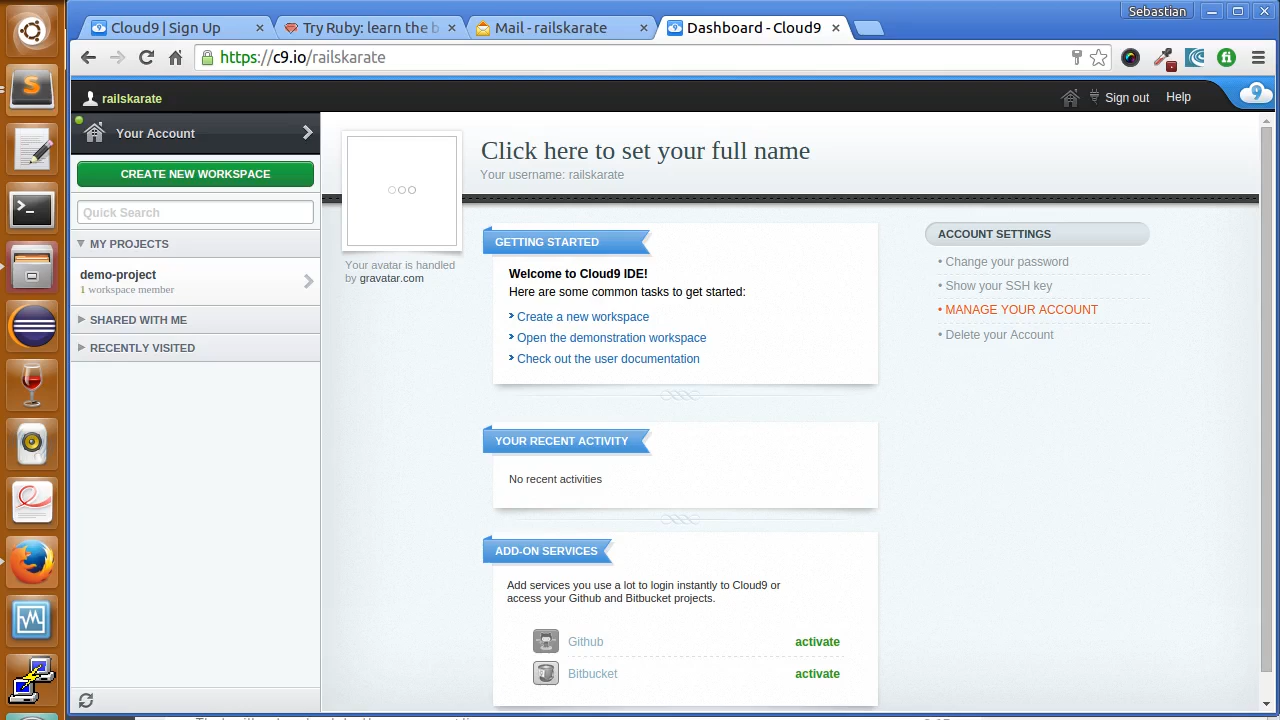 Sebastian
Cloud9 | Sign Up
Try Ruby: learn the b
Mail - railskarate
Dashboard - Cloud9
https://c9.io/railskarate
railskarate
Sign out
Help
Your Account
Click here to set your full name
Your username: railskarate
CREATE NEW WORKSPACE
Quick Search
MY PROJECTS
demo-project
1 workspace member
SHARED WITH ME
RECENTLY VISITED
Your avatar is handled
by gravatar.com
GETTING STARTED
Welcome to Cloud9 IDE!
Here are some common tasks to get started:
Create a new workspace
Open the demonstration workspace
Check out the user documentation
YOUR RECENT ACTIVITY
No recent activities
ADD-ON SERVICES
Add services you use a lot to login instantly to Cloud9 or
access your Github and Bitbucket projects.
Github
activate
Bitbucket
activate
ACCOUNT SETTINGS
• Change your password
• Show your SSH key
• MANAGE YOUR ACCOUNT
• Delete your Account